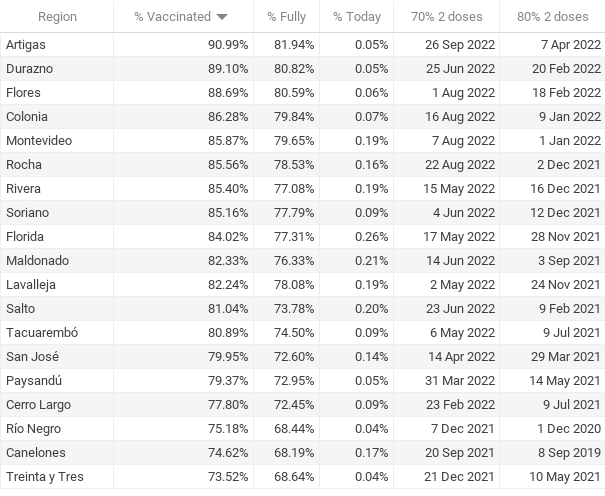 Region % Vaccinated % Fully % Today 70% 2 doses 80% 2 doses
Artigas 90.99% 81.94% 0.05% 26 Sep 2022 7 Apr 2022
Durazno 89.10% 80.82% 0.05% 25 Jun 2022 20 Feb 2022
Flores 88.69% 80.59% 0.06% 1 Aug 2022 18 Feb 2022
Colonia 86.28% 79.84% 0.07% 16 Aug 2022 9 Jan 2022
Montevideo 85.87% 79.65% 0.19% 7 Aug 2022 1 Jan 2022
Rocha 85.56% 78.53% 0.16% 22 Aug 2022 2 Dec 2021
Rivera 85.40% 77.08% 0.19% 15 May 2022 16 Dec 2021
Soriano 85.16% 77.79% 0.09% 4 Jun 2022 12 Dec 2021
Florida 84.02% 77.31% 0.26% 17 May 2022 28 Nov 2021
Maldonado 82.33% 76.33% 0.21% 14 Jun 2022 3 Sep 2021
Lavalleja 82.24% 78.08% 0.19% 2 May 2022 24 Nov 2021
Salto 81.04% 73.78% 0.20% 23 Jun 2022 9 Feb 2021
Tacuarembó 80.89% 74.50% 0.09% 6 May 2022 9 Jul 2021
San José 79.95% 72.60% 0.14% 14 Apr 2022 29 Mar 2021
Paysandú 79.37% 72.95% 0.05% 31 Mar 2022 14 May 2021
Cerro Largo 77.80% 72.45% 0.09% 23 Feb 2022 9 Jul 2021
Río Negro 75.18% 68.44% 0.04% 7 Dec 2021 1 Dec 2020
Canelones 74.62% 68.19% 0.17% 20 Sep 2021 8 Sep 2019
Treinta y Tres 73.52% 68.64% 0.04% 21 Dec 2021 10 May 2021